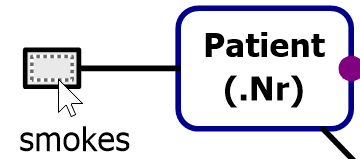 Patient
(.Nr)
smokes